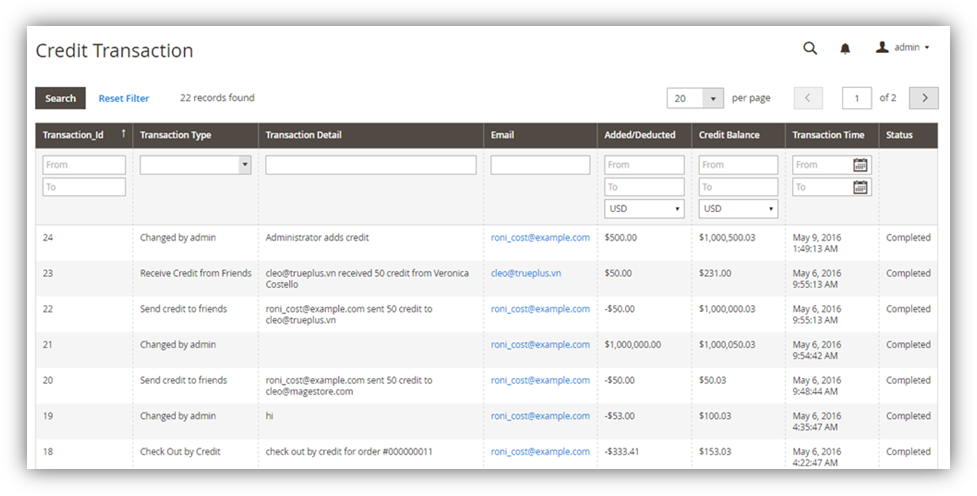 Credit Transaction
admin
Search Reset Filter 22 records found 20 per page 1 of 2
Transaction_Id ↑ Transaction Type Transaction Detail Email Added/Deducted Credit Balance Transaction Time Status
From From From From
To To To To
USD USD
24 Changed by admin Administrator adds credit roni_cost@example.com $500.00 $1,000,500.03 May 9, 2016 Completed
1:49:13 AM
23 Receive Credit from Friends cleo@trueplus.vn received 50 credit from Veronica cleo@trueplus.vn $50.00 $231.00 May 6, 2016 Completed
Costello 9:55:13 AM
22 Send credit to friends roni_cost@example.com sent 50 credit to roni_cost@example.com -$50.00 $1,000,000.03 May 6, 2016 Completed
cleo@trueplus.vn 9:55:13 AM
21 Changed by admin roni_cost@example.com $1,000,000.00 $1,000,050.03 May 6, 2016 Completed
9:54:42 AM
20 Send credit to friends roni_cost@example.com sent 50 credit to roni_cost@example.com -$50.00 $50.03 May 6, 2016 Completed
cleo@magestore.com 9:48:44 AM
19 Changed by admin hi roni_cost@example.com -$53.00 $100.03 May 6, 2016 Completed
4:35:47 AM
18 Check Out by Credit check out by credit for order #000000011 roni_cost@example.com -$333.41 $153.03 May 6, 2016 Completed
4:22:47 AM